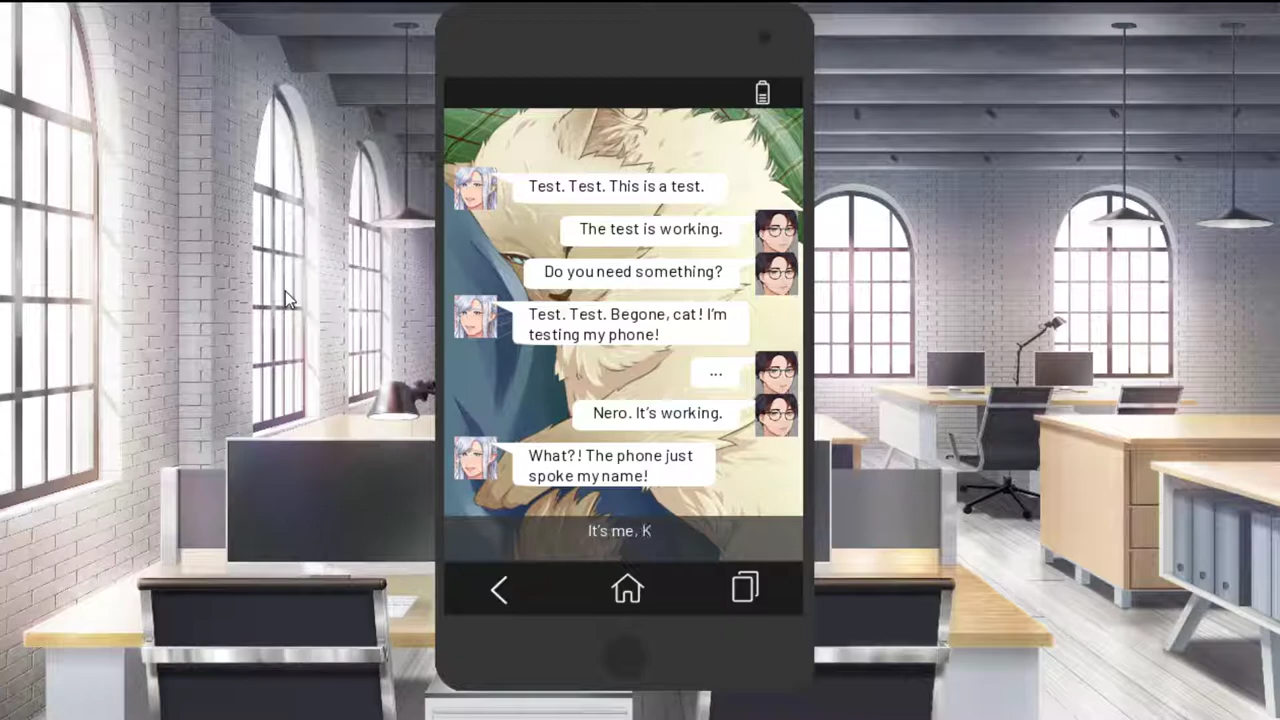 Test. Test. This is a test.
The test is working.
Do you need something?
Test. Test. Begone, cat! I'm
testing my phone!
...
Nero. It's working.
What?! The phone just
spoke my name!
It's me, K